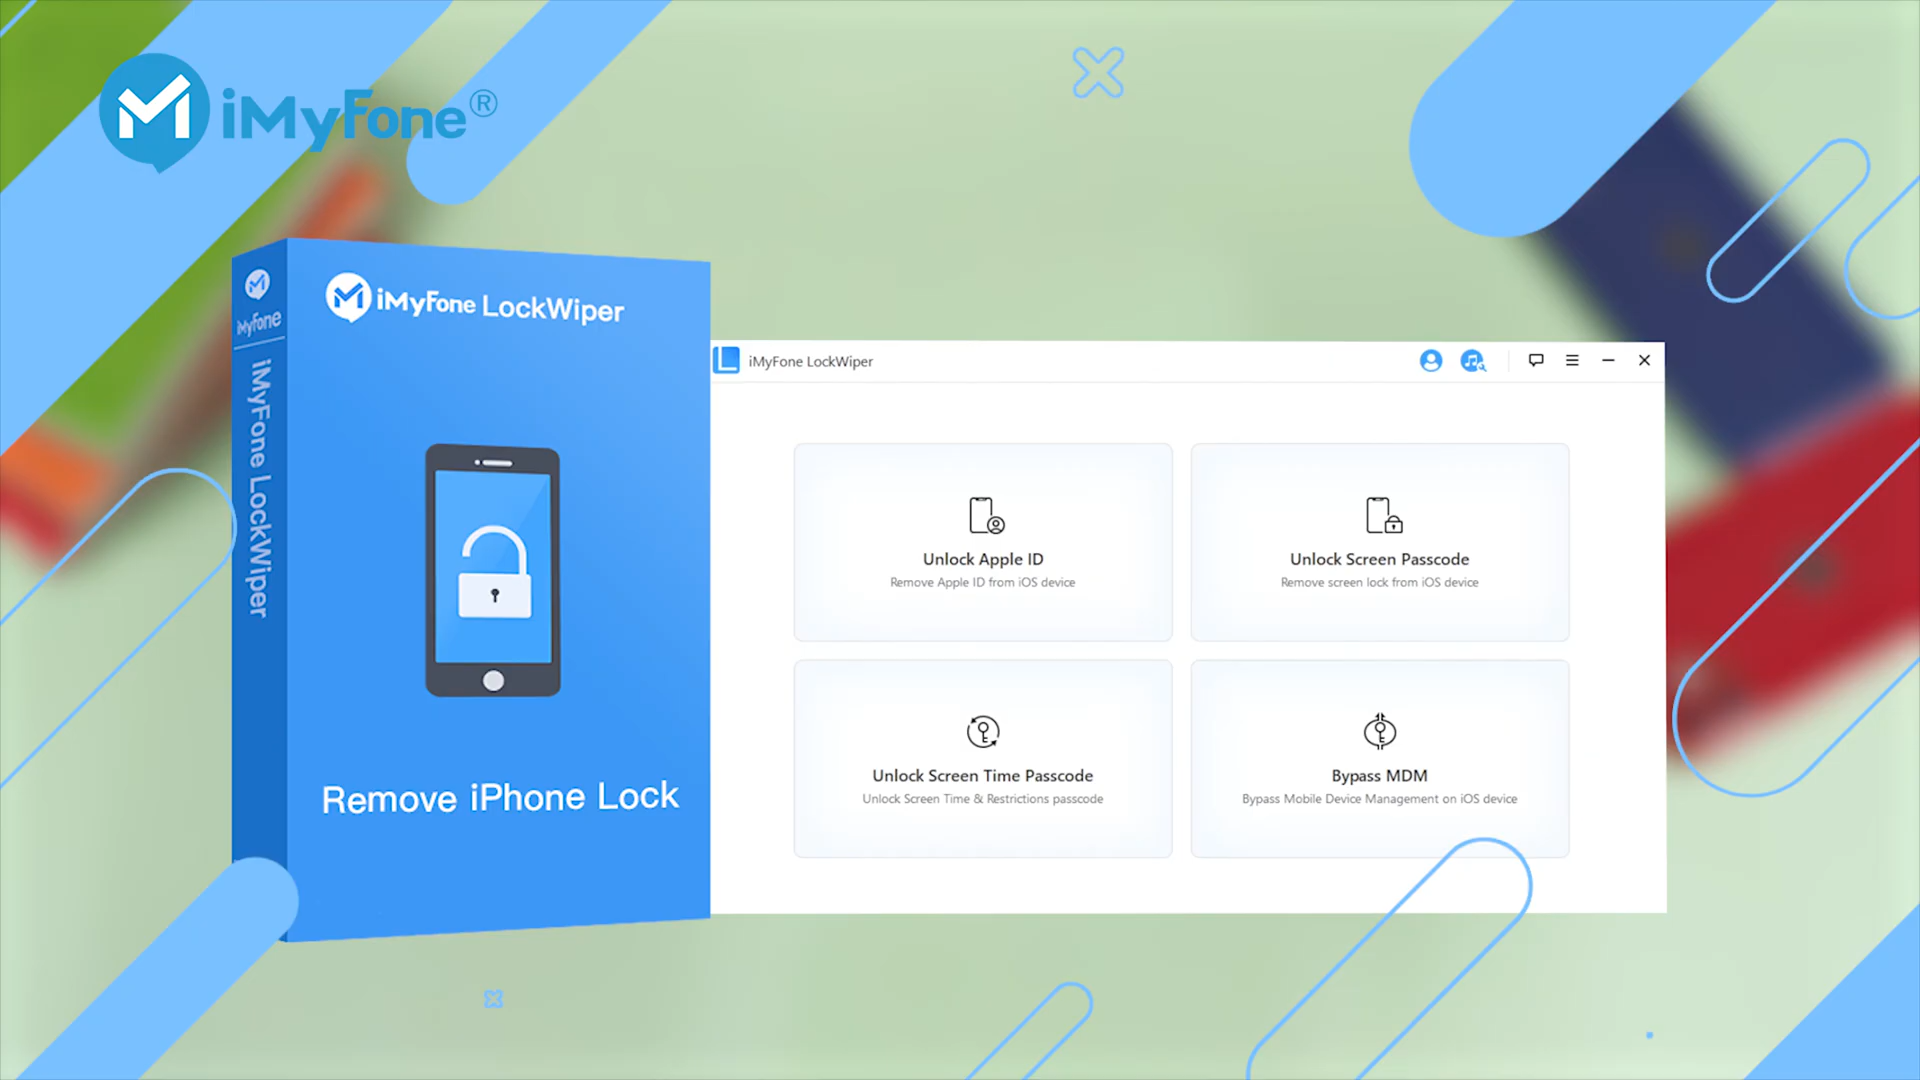 iMyFone®
iMyFone LockWiper
iMyFone
iMyFone LockWiper
Remove iPhone Lock
iMyFone LockWiper
Unlock Apple ID
Remove Apple ID from iOS device
Unlock Screen Passcode
Remove screen lock from iOS device
Unlock Screen Time Passcode
Unlock Screen Time & Restrictions passcode
Bypass MDM
Bypass Mobile Device Management on iOS device